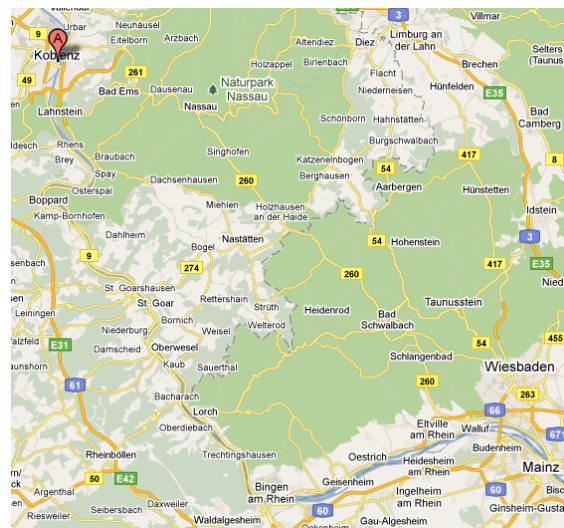 Vallendar
Neuhäusel
3
Villmar
Urbar
9
Eitelborn
Arzbach
Altendiez
Diez
Limburg an
der Lahn
A
Koblenz
261
Holzappel
Selters
(Taunus
49
Bad Ems
Dausenau
Naturpark
Nassau
Nassau
Flacht
Niederneisen
Brechen
Hünfelden
E35
Lahnstein
Schönborn
Hahnstätten
Bad
Camberg
Burgschwalbach
Rhens
Brey
Braubach
Singhofen
Katzenelnbogen
417
8
Spay
Dachsenhausen
260
Berghausen
54
Aarbergen
Osterspai
Boppard
Miehlen
Holzhausen
an der Haide
Hünstetten
Idstein
Kamp-Bornhofen
Dahlheim
Nastätten
54
Hohenstein
3
9
Bogel
274
260
417
E35
St. Goarshausen
Rettershain
Nied
St. Goar
Strüth
Heidenrod
Taunusstein
Leiningen
Bornich
Welterod
Bad
Schwalbach
Niederburg
Weisel
54
455
E31
Damscheid
Oberwesel
Schlangenbad
Kaub
Sauerthal
Wiesbaden
61
260
263
Bacharach
Lorch
66
Oberdiebach
Eltville
am Rhein
Walluf
671
Rheinböllen
Trechtingshausen
Oestrich
Budenheim
Heidesheim
am Rhein
Mainz
50
E42
Bingen
am Rhein
Geisenheim
60
Argenthal
Ingelheim
am Rhein
Daxweiler
60
Seibersbach
Riesweiler
Waldalgesheim
Gau-Algesheim
Ginsheim-Gusta